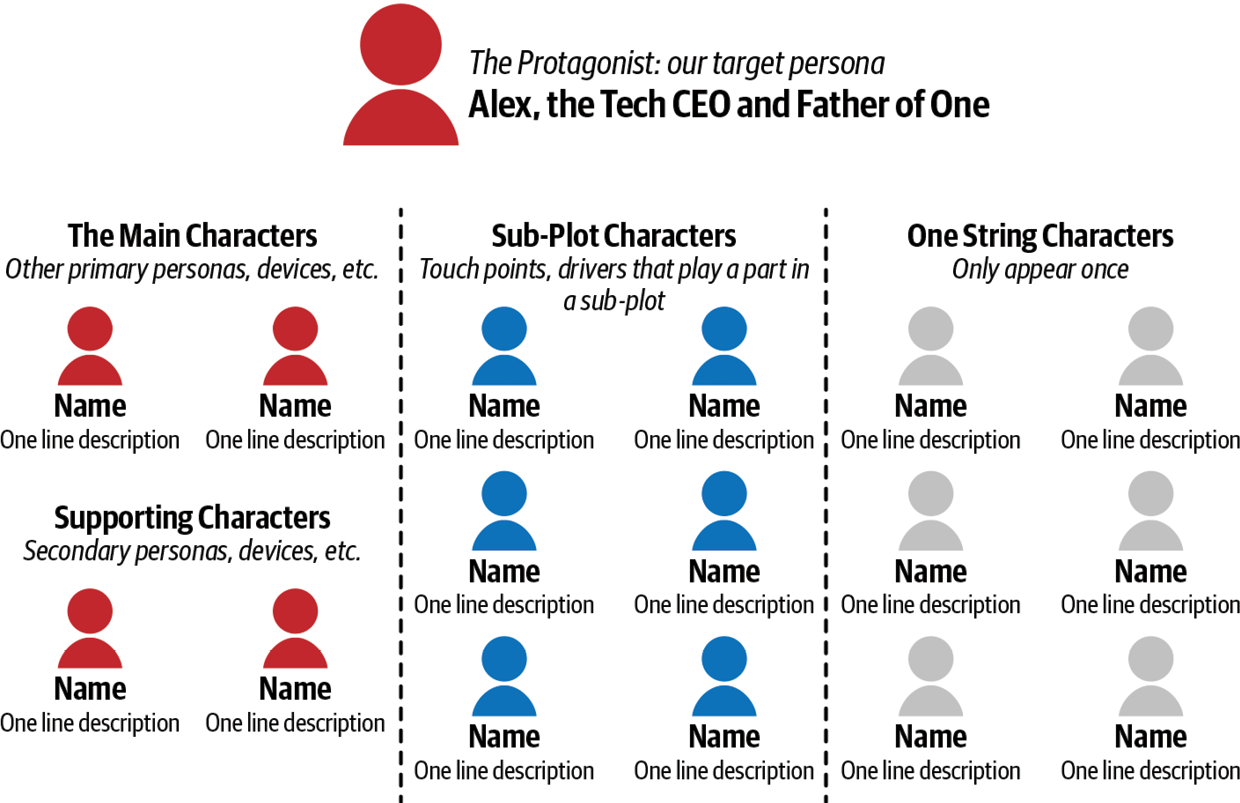 The Protagonist: our target persona
Alex, the Tech CEO and Father of One
The Main Characters
Other primary personas, devices, etc.
Name
Name
One line description
One line description
Supporting Characters
Secondary personas, devices, etc.
Name
Name
One line description
One line description
Sub-Plot Characters
Touch points, drivers that play a part in
a sub-plot
Name
Name
One line description
One line description
Name
Name
One line description
One line description
Name
Name
One line description
One line description
One String Characters
Only appear once
Name
Name
One line description
One line description
Name
Name
One line description
One line description
Name
Name
One line description
One line description